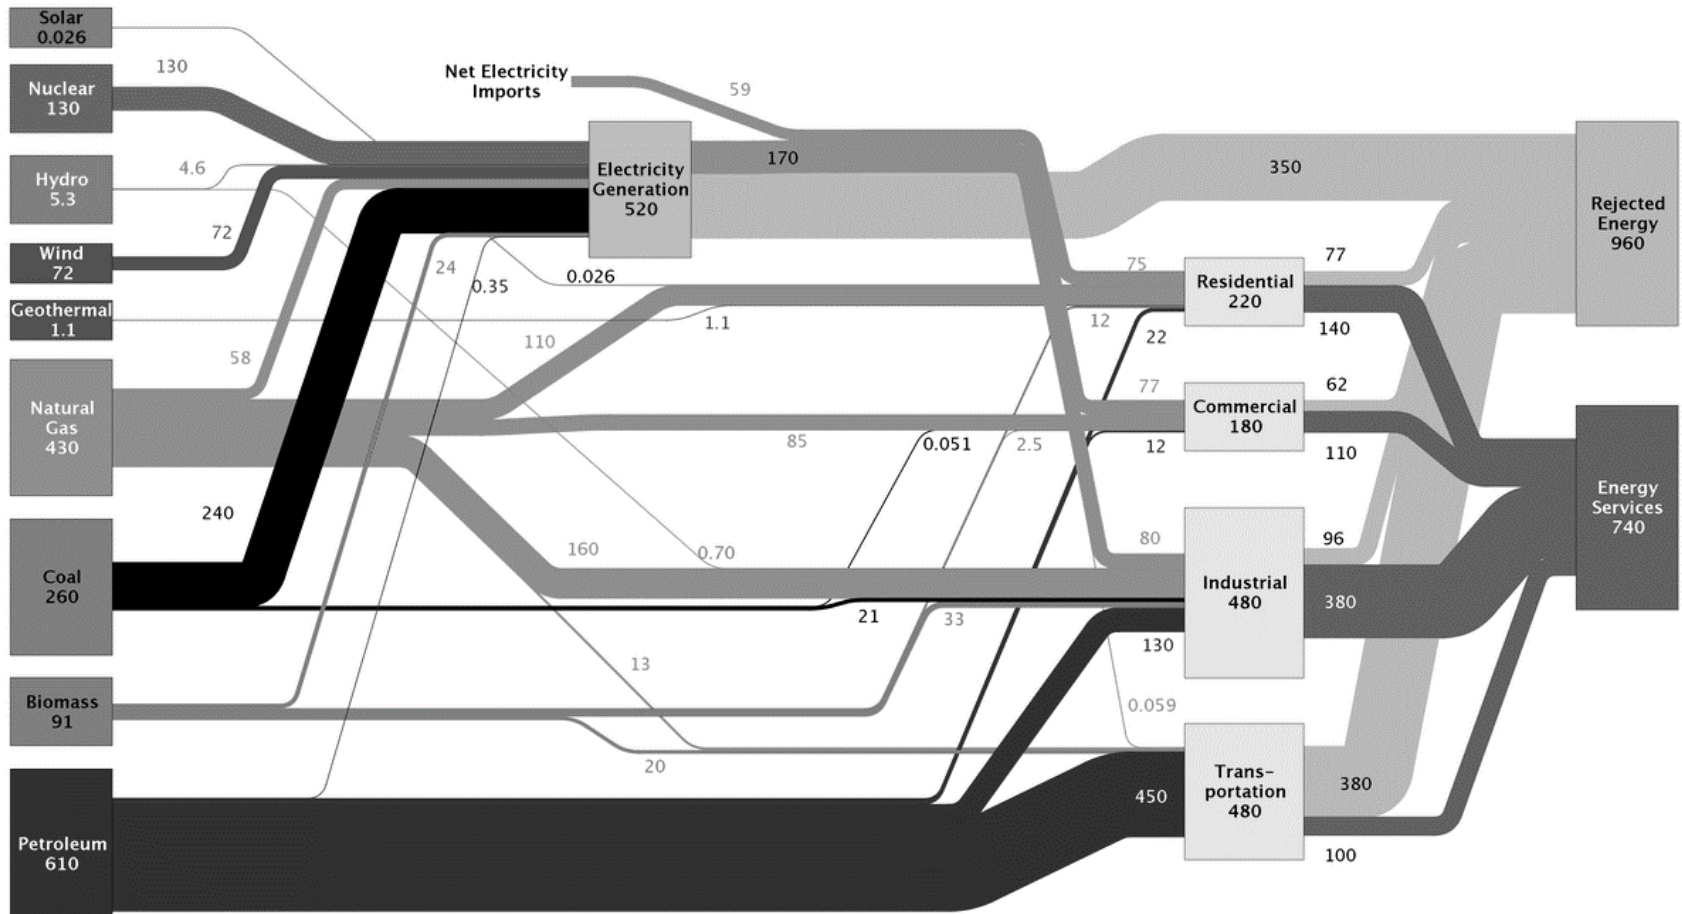 Solar
0.026
130
Nuclear
130
Net Electricity
Imports
59
4.6
Hydro
5.3
72
Wind
72
Geothermal
1.1
58
Natural
Gas
430
240
Coal
260
Biomass
91
Petroleum
610
Electricity
Generation
520
170
24
0.35
0.026
1.1
110
85
160
0.70
13
20
0.051
2.5
21
33
75
12
22
77
12
80
130
0.059
450
Residential
220
Commercial
180
Industrial
480
Trans-
portation
480
350
77
140
62
110
96
380
380
100
Rejected
Energy
960
Energy
Services
740